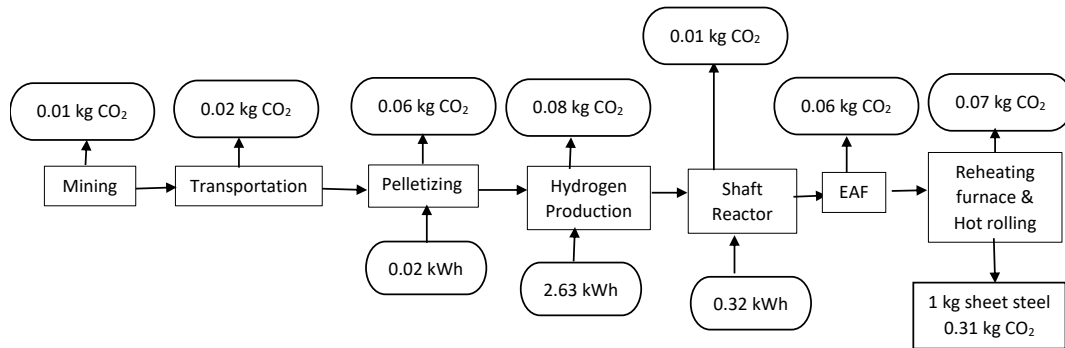 0.01 kg CO₂
0.01 kg CO₂
0.02 kg CO₂
0.06 kg CO₂
0.08 kg CO₂
0.06 kg CO₂
0.07 kg CO₂
Mining
Transportation
Pelletizing
Hydrogen
Production
Shaft
Reactor
EAF
Reheating
furnace &
Hot rolling
0.02 kWh
2.63 kWh
0.32 kWh
1 kg sheet steel
0.31 kg CO₂